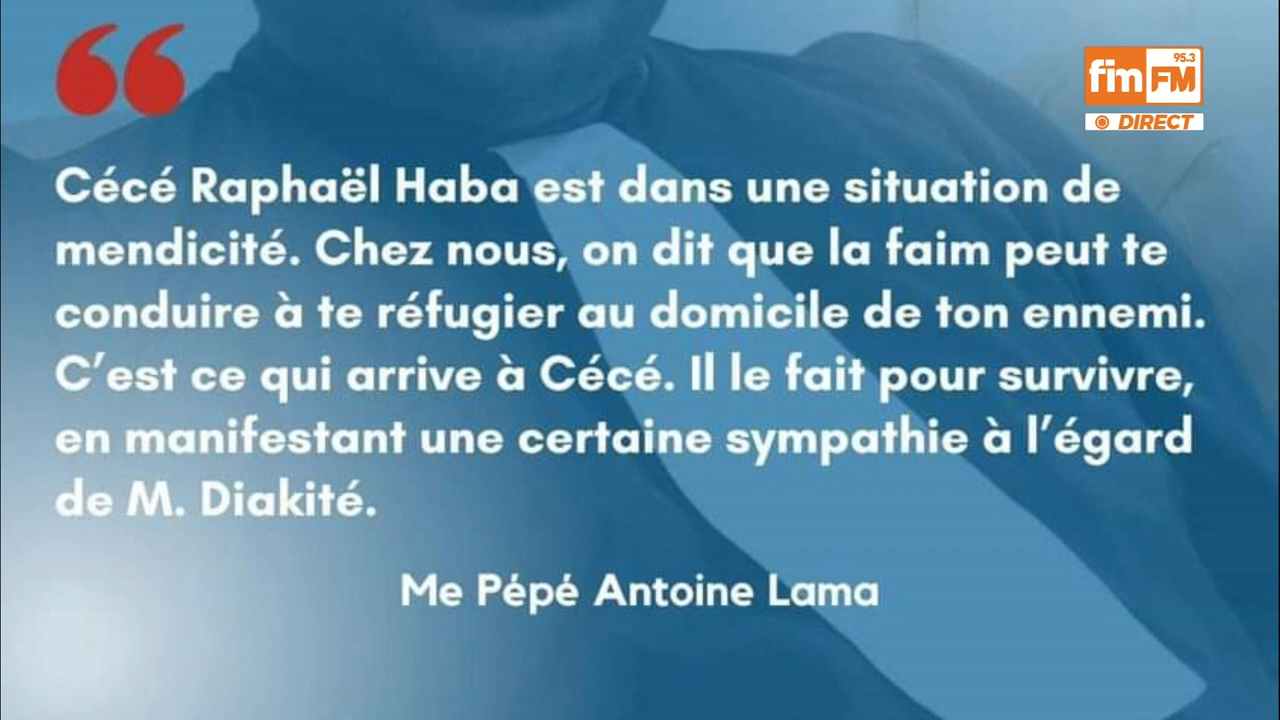 95.3
fim FM
DIRECT
Cécé Raphaël Haba est dans une situation de
mendicité. Chez nous, on dit que la faim peut te
conduire à te réfugier au domicile de ton ennemi.
C’est ce qui arrive à Cécé. Il le fait pour survivre,
en manifestant une certaine sympathie à l’égard
de M. Diakité.
Me Pépé Antoine Lama